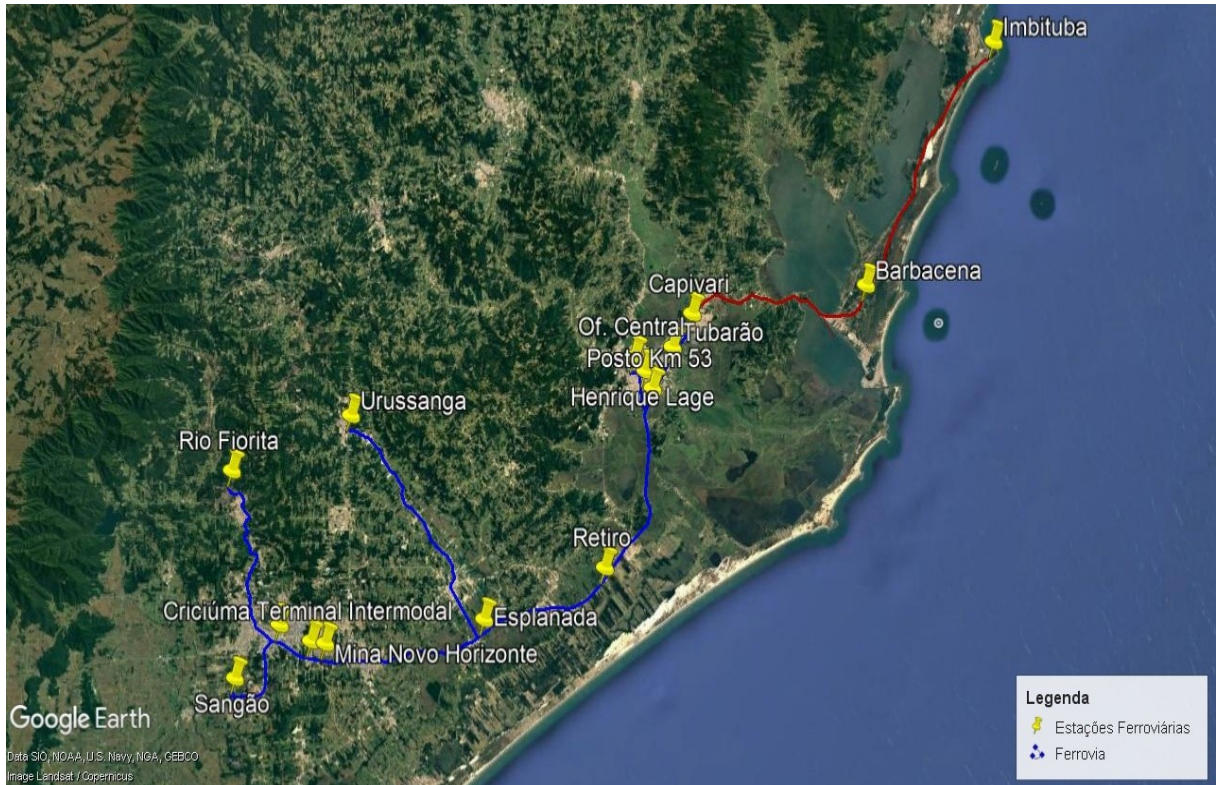 Imbituba
Barbacena
Capivari
Of. Central
Tubarão
Posto Km 53
Henrique Lage
Urussanga
Rio Fiorita
Retiro
Criciúma Terminal Intermodal
Esplanada
Mina Novo Horizonte
Sangão
Legenda
Estações Ferroviárias
Ferrovia
Google Earth
Data SIO, NOAA, U.S. Navy, NGA, GEBCO
Image Landsat / Copernicus